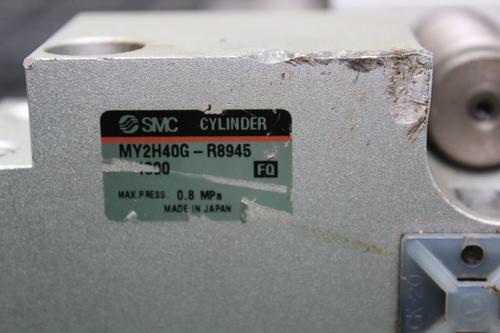 SMC CYLINDER
MY2H40G-R8945
FQ
MAX.PRESS. 0.8 MPa
MADE IN JAPAN